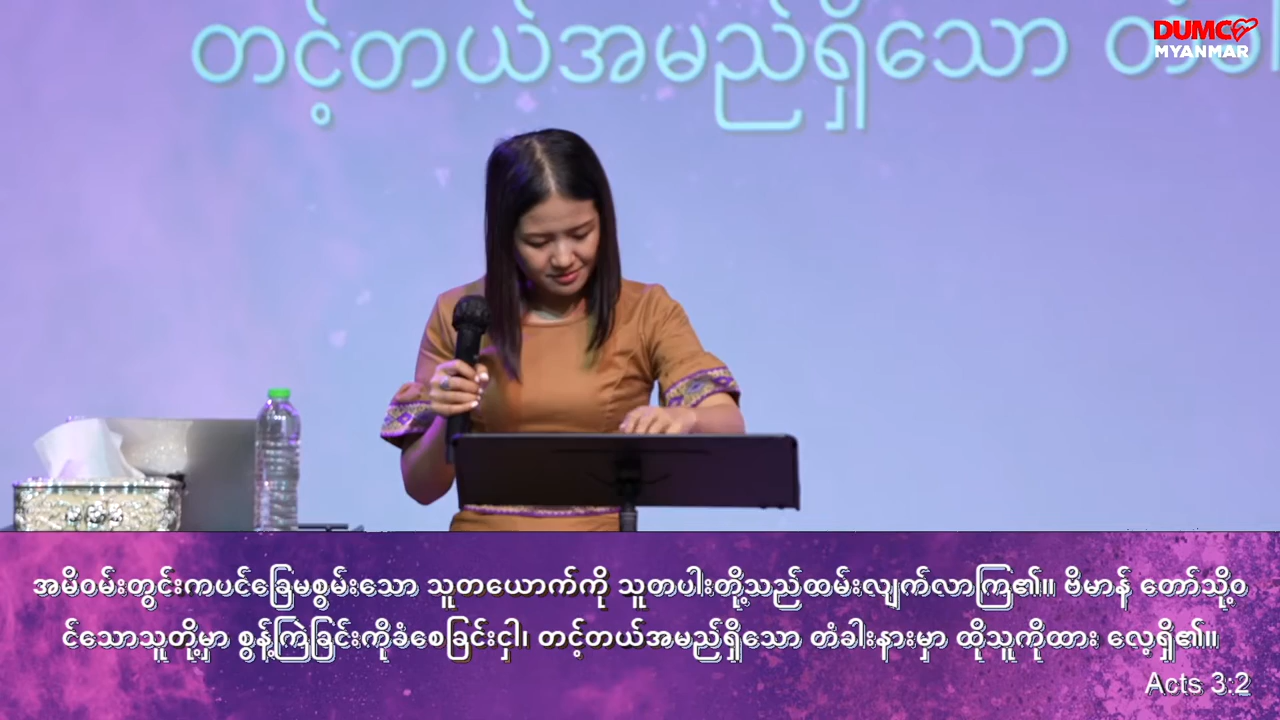 တင့်တယ်အမည်ရှိသော
DUMC
MYANMAR
အမိဝမ်းတွင်းကပင်ခြေမစွမ်းသော သူတယောက်ကို သူတပါးတို့သည်ထမ်းလျက်လာကြ၏။ ဗိမာန် တော်သို့ဝ
င်သောသူတို့မှာ စွန့်ကြဲခြင်းကိုခံစေခြင်းငှါ၊ တင့်တယ်အမည်ရှိသော တံခါးနားမှာ ထိုသူကိုထား လေ့ရှိ၏။
Acts 3:2